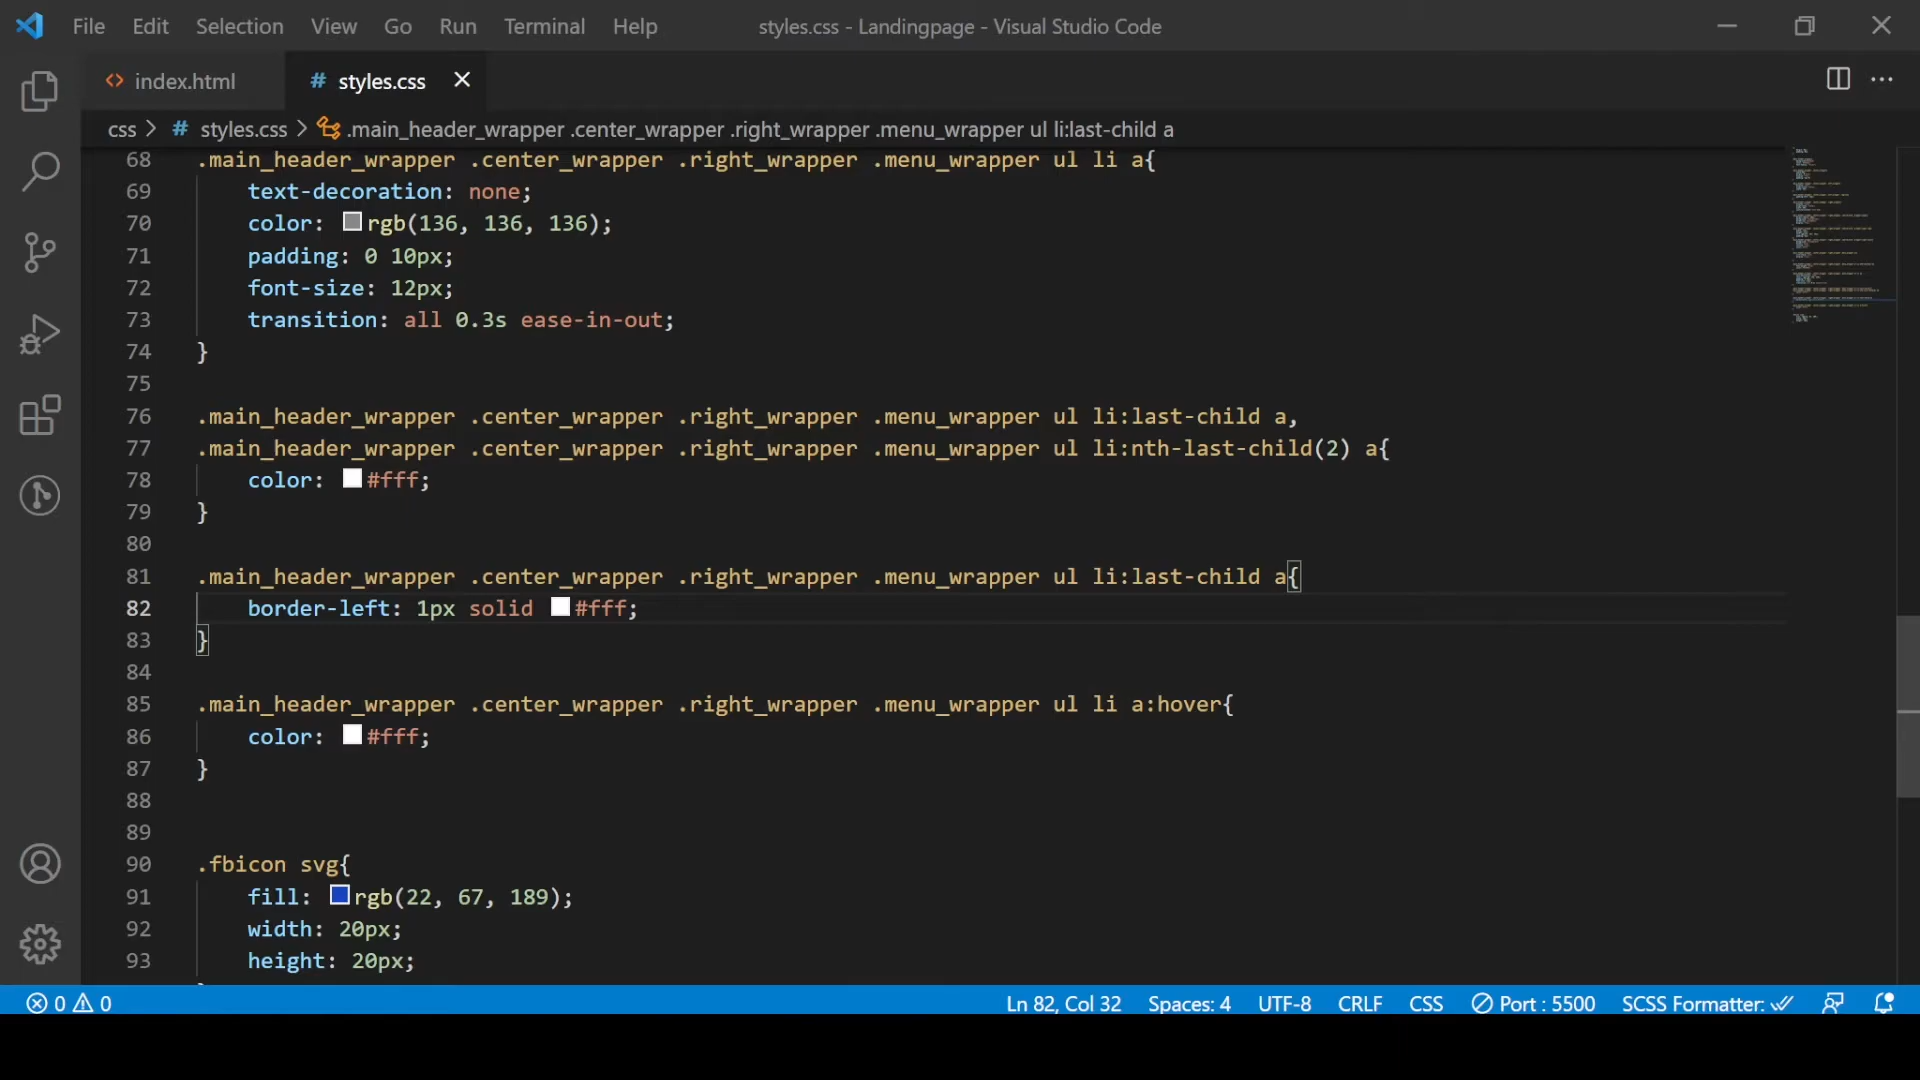 File Edit Selection View Go Run Terminal Help styles.css - Landingpage - Visual Studio Code
index.html # styles.css
css > # styles.css > .main_header_wrapper .center_wrapper .right_wrapper .menu_wrapper ul li:last-child a
68 .main_header_wrapper .center_wrapper .right_wrapper .menu_wrapper ul li a{
69 text-decoration: none;
70 color: rgb(136, 136, 136);
71 padding: 0 10px;
72 font-size: 12px;
73 transition: all 0.3s ease-in-out;
74 }
75
76 .main_header_wrapper .center_wrapper .right_wrapper .menu_wrapper ul li:last-child a,
77 .main_header_wrapper .center_wrapper .right_wrapper .menu_wrapper ul li:nth-last-child(2) a{
78 color: #fff;
79 }
80
81 .main_header_wrapper .center_wrapper .right_wrapper .menu_wrapper ul li:last-child a{
82 border-left: 1px solid #fff;
83 }
84
85 .main_header_wrapper .center_wrapper .right_wrapper .menu_wrapper ul li a:hover{
86 color: #fff;
87 }
88
89
90 .fbicon svg{
91 fill: rgb(22, 67, 189);
92 width: 20px;
93 height: 20px;
0 0 Ln 82, Col 32 Spaces: 4 UTF-8 CRLF CSS Port : 5500 SCSS Formatter: